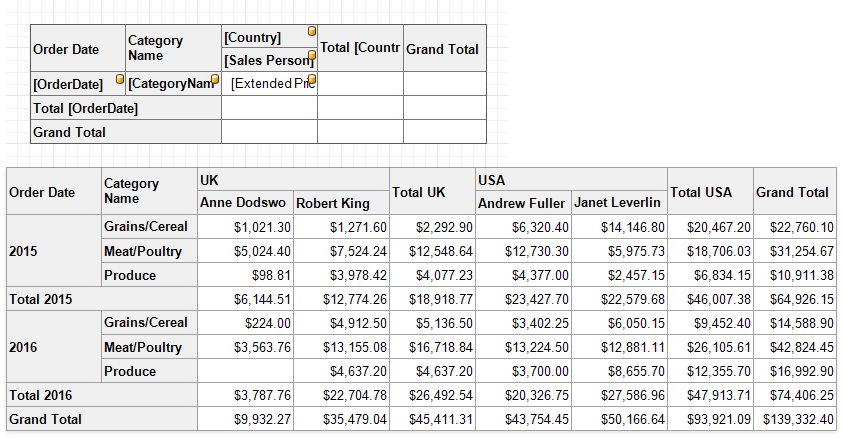 Order Date Category Name [Country] Total [Countr Grand Total
[Sales Person]
[OrderDate] [CategoryNam [Extended Pric
Total [OrderDate]
Grand Total
Order Date Category Name UK Total UK USA Total USA Grand Total
Anne Dodswo Robert King Andrew Fuller Janet Leverlin
2015 Grains/Cereal $1,021.30 $1,271.60 $2,292.90 $6,320.40 $14,146.80 $20,467.20 $22,760.10
Meat/Poultry $5,024.40 $7,524.24 $12,548.64 $12,730.30 $5,975.73 $18,706.03 $31,254.67
Produce $98.81 $3,978.42 $4,077.23 $4,377.00 $2,457.15 $6,834.15 $10,911.38
Total 2015 $6,144.51 $12,774.26 $18,918.77 $23,427.70 $22,579.68 $46,007.38 $64,926.15
2016 Grains/Cereal $224.00 $4,912.50 $5,136.50 $3,402.25 $6,050.15 $9,452.40 $14,588.90
Meat/Poultry $3,563.76 $13,155.08 $16,718.84 $13,224.50 $12,881.11 $26,105.61 $42,824.45
Produce $4,637.20 $4,637.20 $3,700.00 $8,655.70 $12,355.70 $16,992.90
Total 2016 $3,787.76 $22,704.78 $26,492.54 $20,326.75 $27,586.96 $47,913.71 $74,406.25
Grand Total $9,932.27 $35,479.04 $45,411.31 $43,754.45 $50,166.64 $93,921.09 $139,332.40